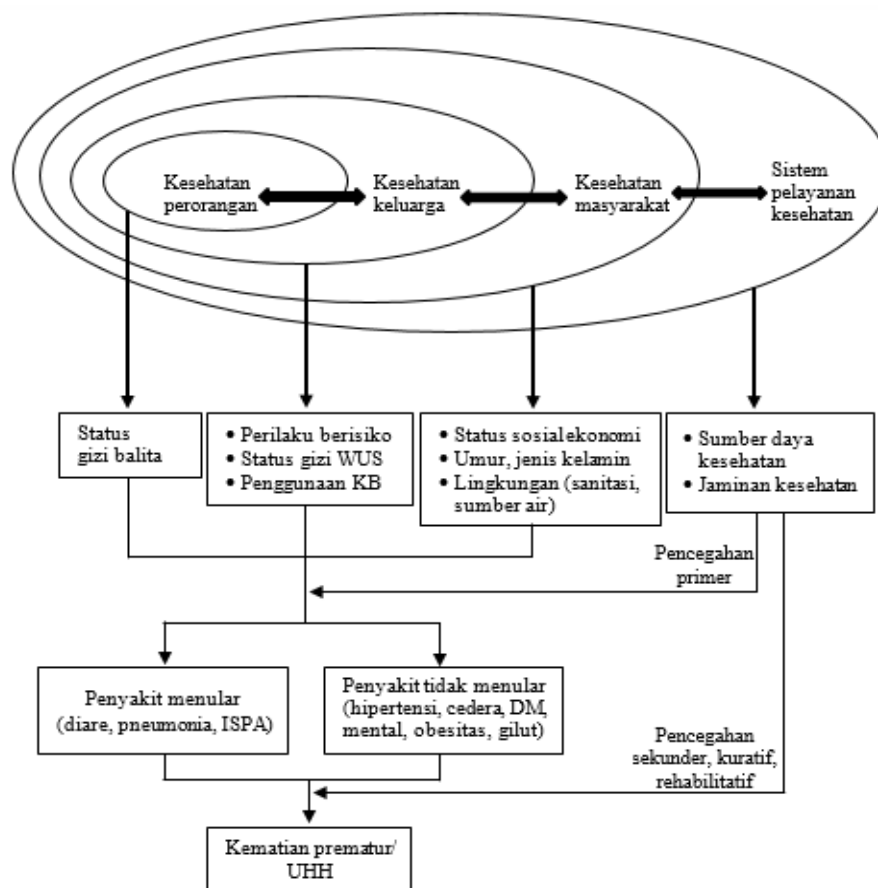 Kesehatan
perorangan
Kesehatan
keluarga
Kesehatan
masyarakat
Sistem
pelayanan
kesehatan
Status
gizi balita
• Perilaku berisiko
• Status gizi WUS
• Penggunaan KB
• Status sosial ekonomi
• Umur, jenis kelamin
• Lingkungan (sanitasi,
sumber air)
• Sumber daya
kesehatan
• Jaminan kesehatan
Pencegahan
primer
Penyakit menular
(diare, pneumonia, ISPA)
Penyakit tidak menular
(hipertensi, cedera, DM,
mental, obesitas, gilut)
Pencegahan
sekunder, kuratif,
rehabilitatif
Kematian prematur/
UHH